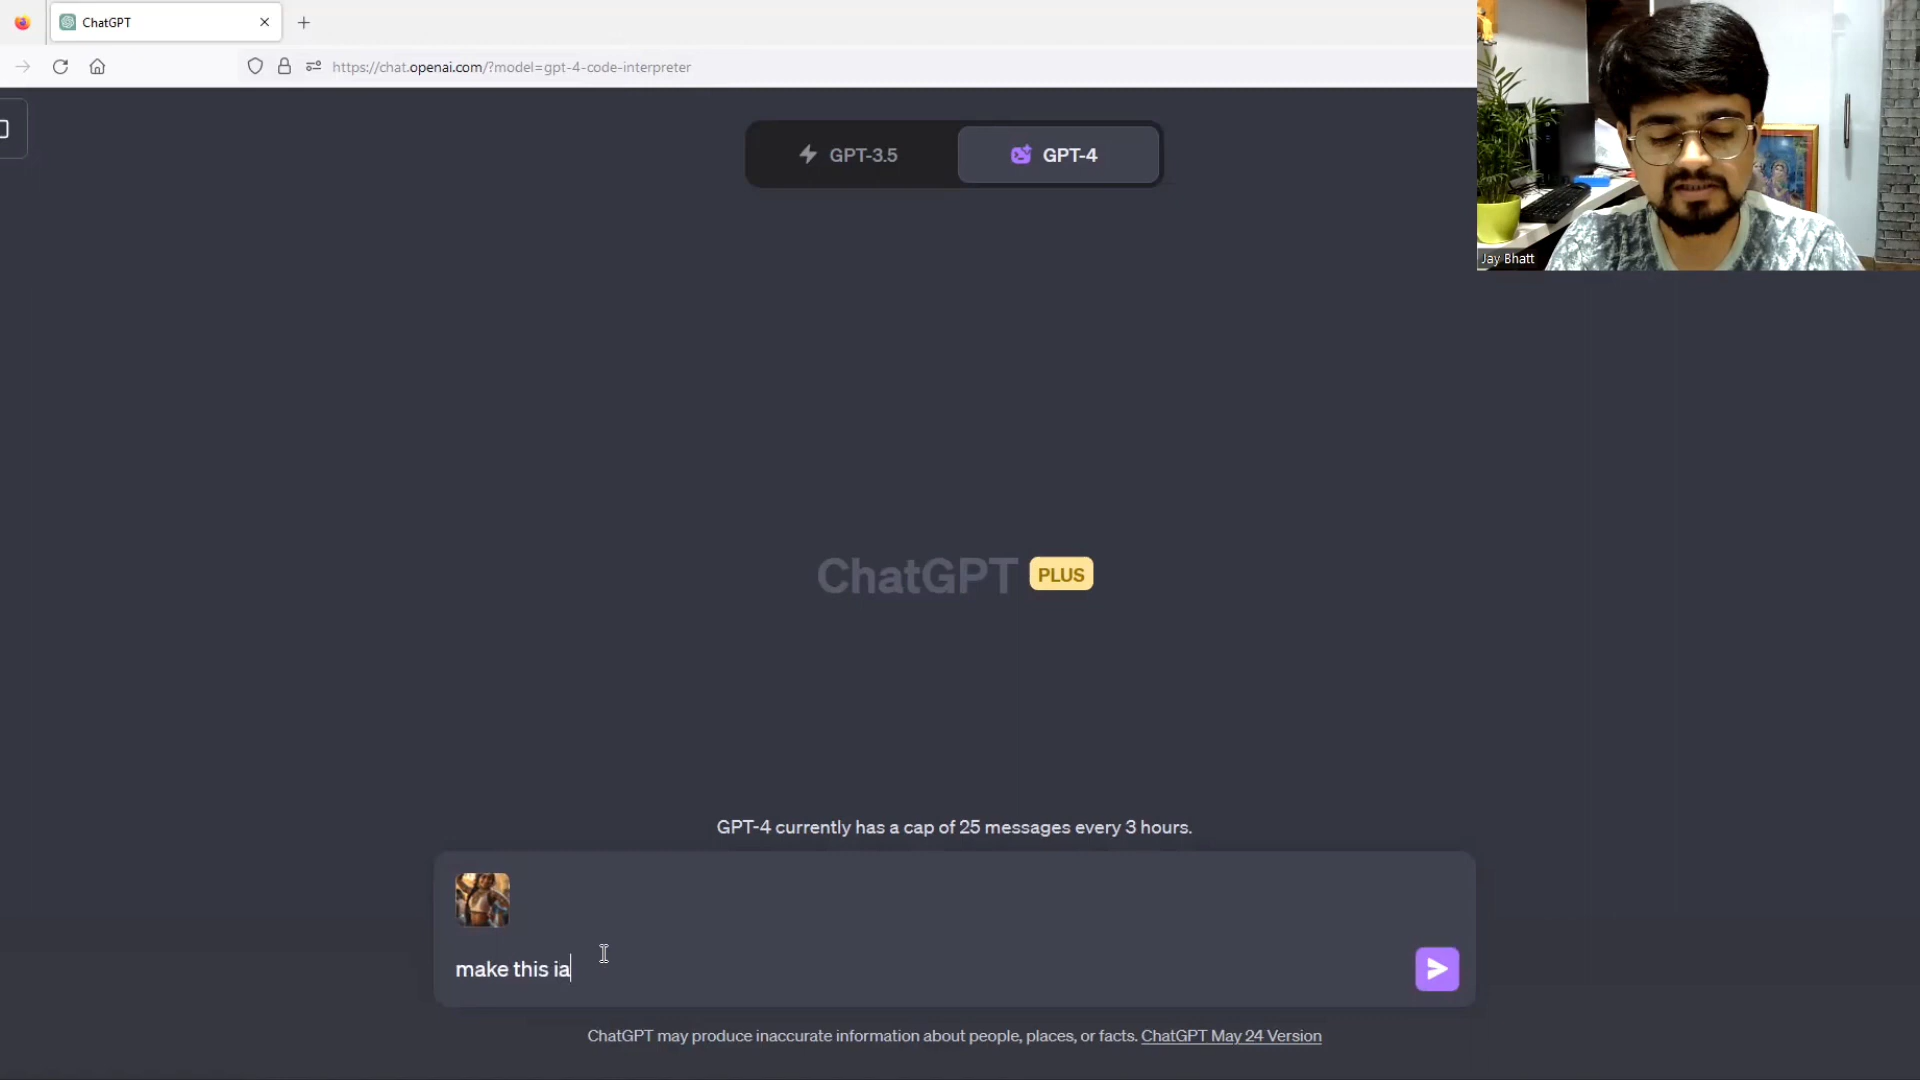 ChatGPT
https://chat.openai.com/?model=gpt-4-code-interpreter
GPT-3.5
GPT-4
Jay Bhatt
ChatGPT PLUS
GPT-4 currently has a cap of 25 messages every 3 hours.
make this ia
ChatGPT may produce inaccurate information about people, places, or facts. ChatGPT May 24 Version